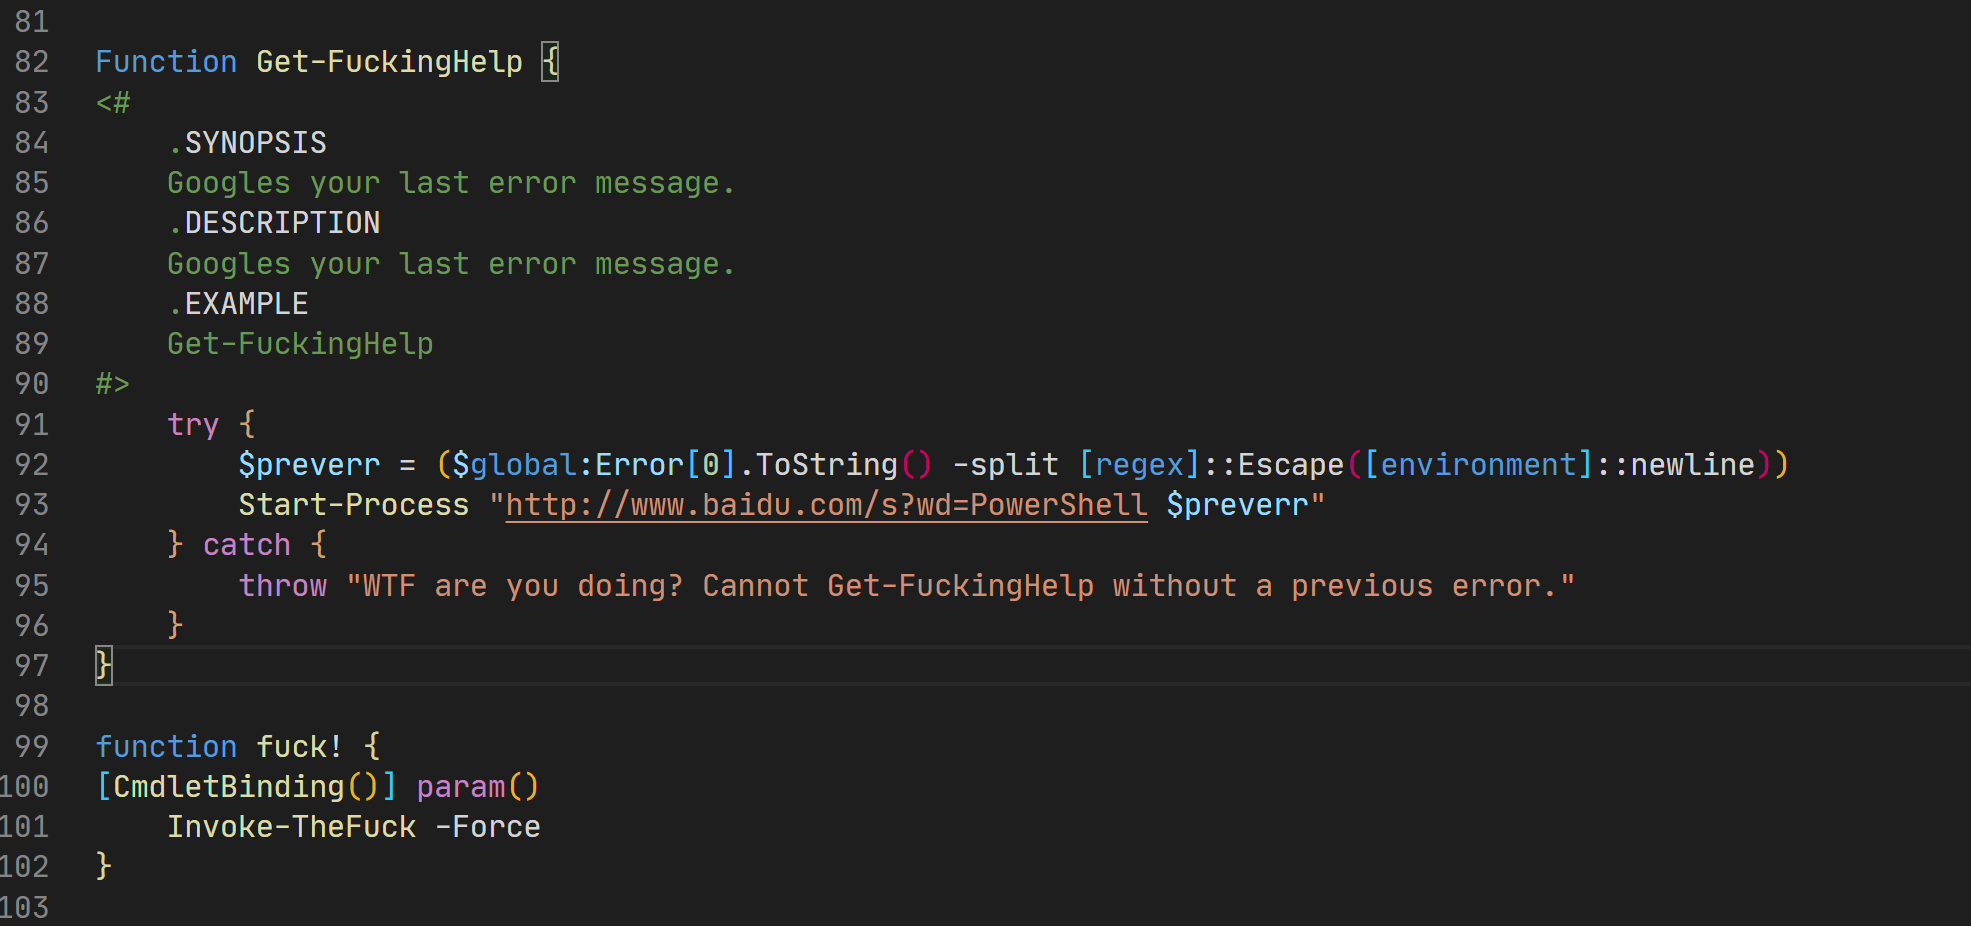 81
82 Function Get-FuckingHelp {
83 <#
84     .SYNOPSIS
85     Googles your last error message.
86     .DESCRIPTION
87     Googles your last error message.
88     .EXAMPLE
89     Get-FuckingHelp
90 #>
91     try {
92         $preverr = ($global:Error[0].ToString() -split [regex]::Escape([environment]::newline))
93         Start-Process "http://www.baidu.com/s?wd=PowerShell $preverr"
94     } catch {
95         throw "WTF are you doing? Cannot Get-FuckingHelp without a previous error."
96     }
97 }
98
99 function fuck! {
100 [CmdletBinding()] param()
101     Invoke-TheFuck -Force
102 }
103